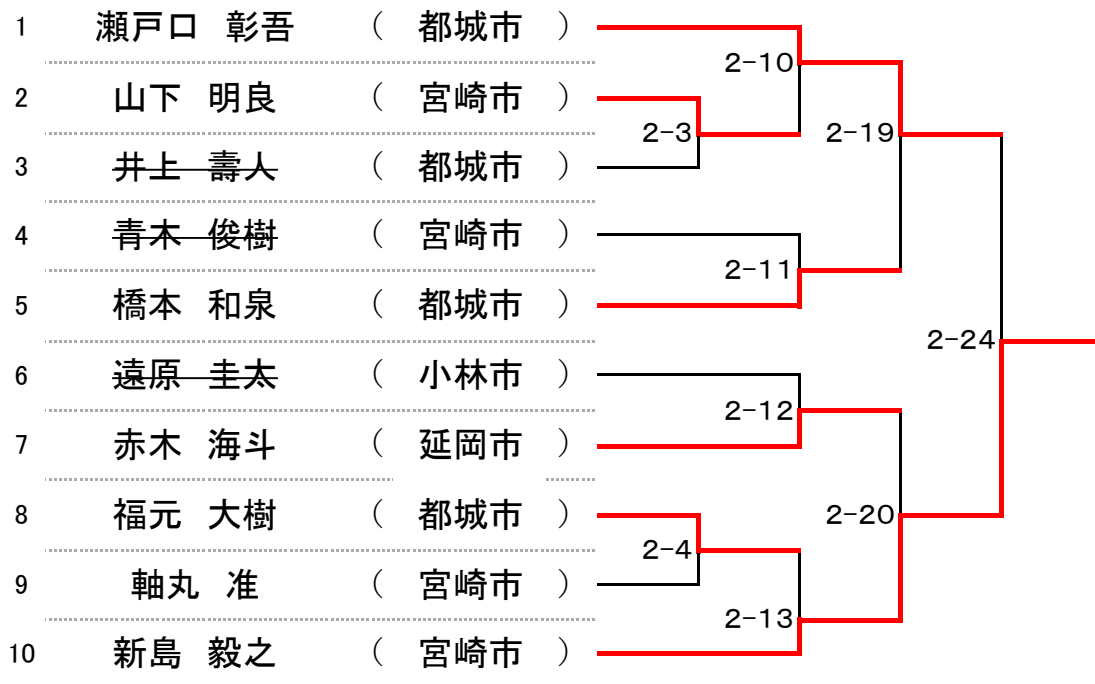 1 瀬戸口 彰吾 ( 都城市 )
2-10
2 山下 明良 ( 宮崎市 )
2-3 2-19
3 井上 壽人 ( 都城市 )
4 青木 俊樹 ( 宮崎市 )
2-11
5 橋本 和泉 ( 都城市 )
2-24
6 遠原 圭太 ( 小林市 )
2-12
7 赤木 海斗 ( 延岡市 )
8 福元 大樹 ( 都城市 )
2-20
2-4
9 軸丸 准 ( 宮崎市 )
2-13
10 新島 毅之 ( 宮崎市 )